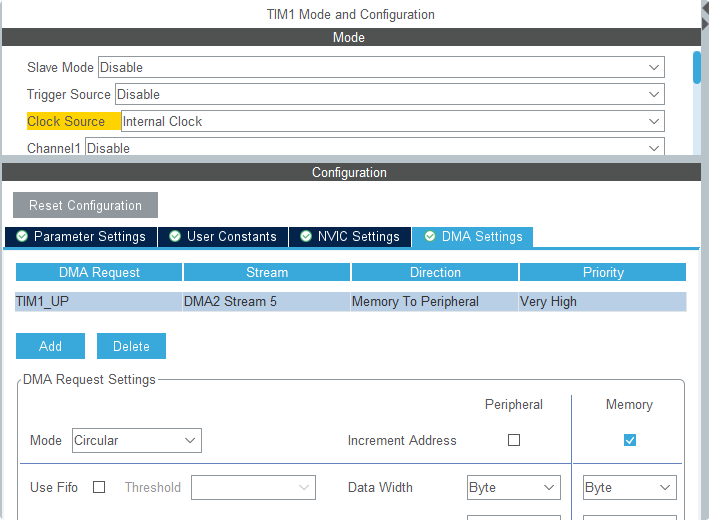 TIM1 Mode and Configuration
Mode
Slave Mode Disable
Trigger Source Disable
Clock Source Internal Clock
Channel1 Disable
Configuration
Reset Configuration
Parameter Settings User Constants NVIC Settings DMA Settings
DMA Request Stream Direction Priority
TIM1_UP DMA2 Stream 5 Memory To Peripheral Very High
Add Delete
DMA Request Settings
Peripheral Memory
Mode Circular Increment Address
Use Fifo Threshold Data Width Byte Byte